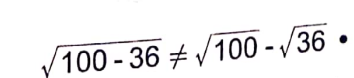 √100 - 36 ≠ √100 - √36 •